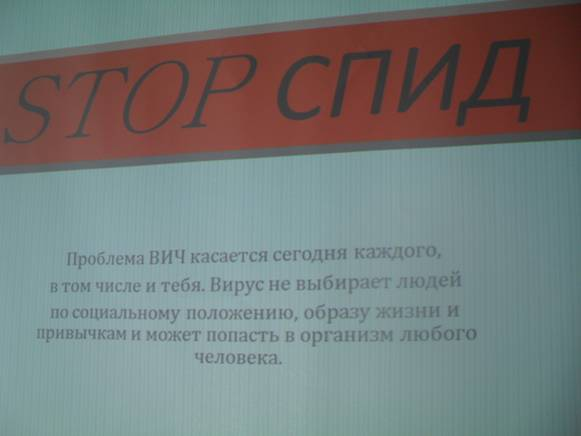 STOP СПИД
Проблема ВИЧ касается сегодня каждого,
в том числе и тебя. Вирус не выбирает людей
по социальному положению, образу жизни и
привычкам и может попасть в организм любого
человека.